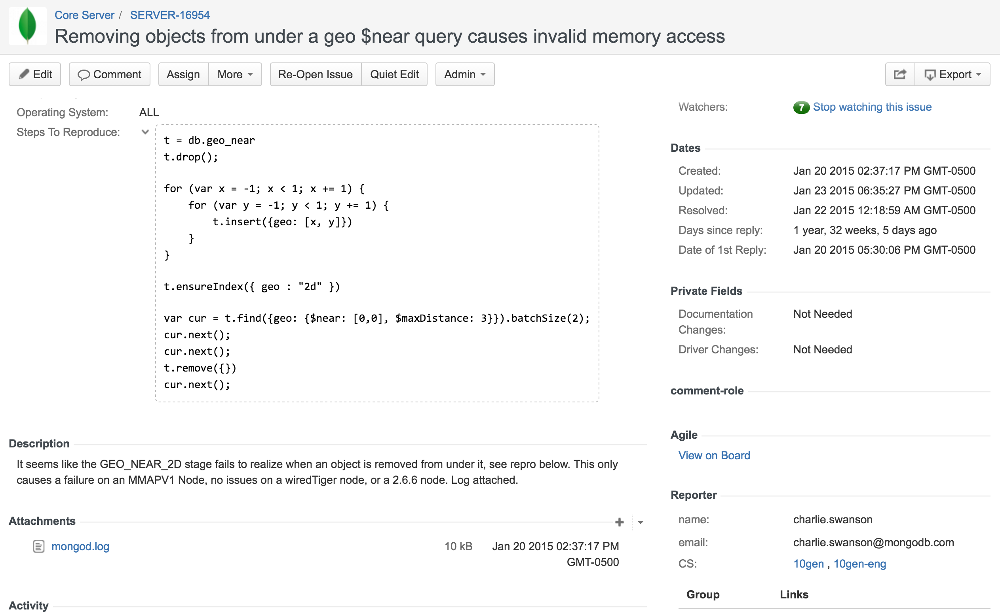 Core Server / SERVER-16954
Removing objects from under a geo $near query causes invalid memory access
Edit Comment Assign More Re-Open Issue Quiet Edit Admin Export
Operating System: ALL
Steps To Reproduce:
t = db.geo_near
t.drop();
for (var x = -1; x < 1; x += 1) {
    for (var y = -1; y < 1; y += 1) {
        t.insert({geo: [x, y]})
    }
}
t.ensureIndex({ geo : "2d" })
var cur = t.find({geo: {$near: [0,0], $maxDistance: 3}}).batchSize(2);
cur.next();
cur.next();
t.remove({})
cur.next();
Description
It seems like the GEO_NEAR_2D stage fails to realize when an object is removed from under it, see repro below. This only
causes a failure on an MMAPV1 Node, no issues on a wiredTiger node, or a 2.6.6 node. Log attached.
Attachments
mongod.log 10 kB Jan 20 2015 02:37:17 PM
GMT-0500
Activity
Watchers: 7 Stop watching this issue
Dates
Created: Jan 20 2015 02:37:17 PM GMT-0500
Updated: Jan 23 2015 06:35:27 PM GMT-0500
Resolved: Jan 22 2015 12:18:59 AM GMT-0500
Days since reply: 1 year, 32 weeks, 5 days ago
Date of 1st Reply: Jan 20 2015 05:30:06 PM GMT-0500
Private Fields
Documentation Not Needed
Changes:
Driver Changes: Not Needed
comment-role
Agile
View on Board
Reporter
name: charlie.swanson
email: charlie.swanson@mongodb.com
CS: 10gen , 10gen-eng
Group Links